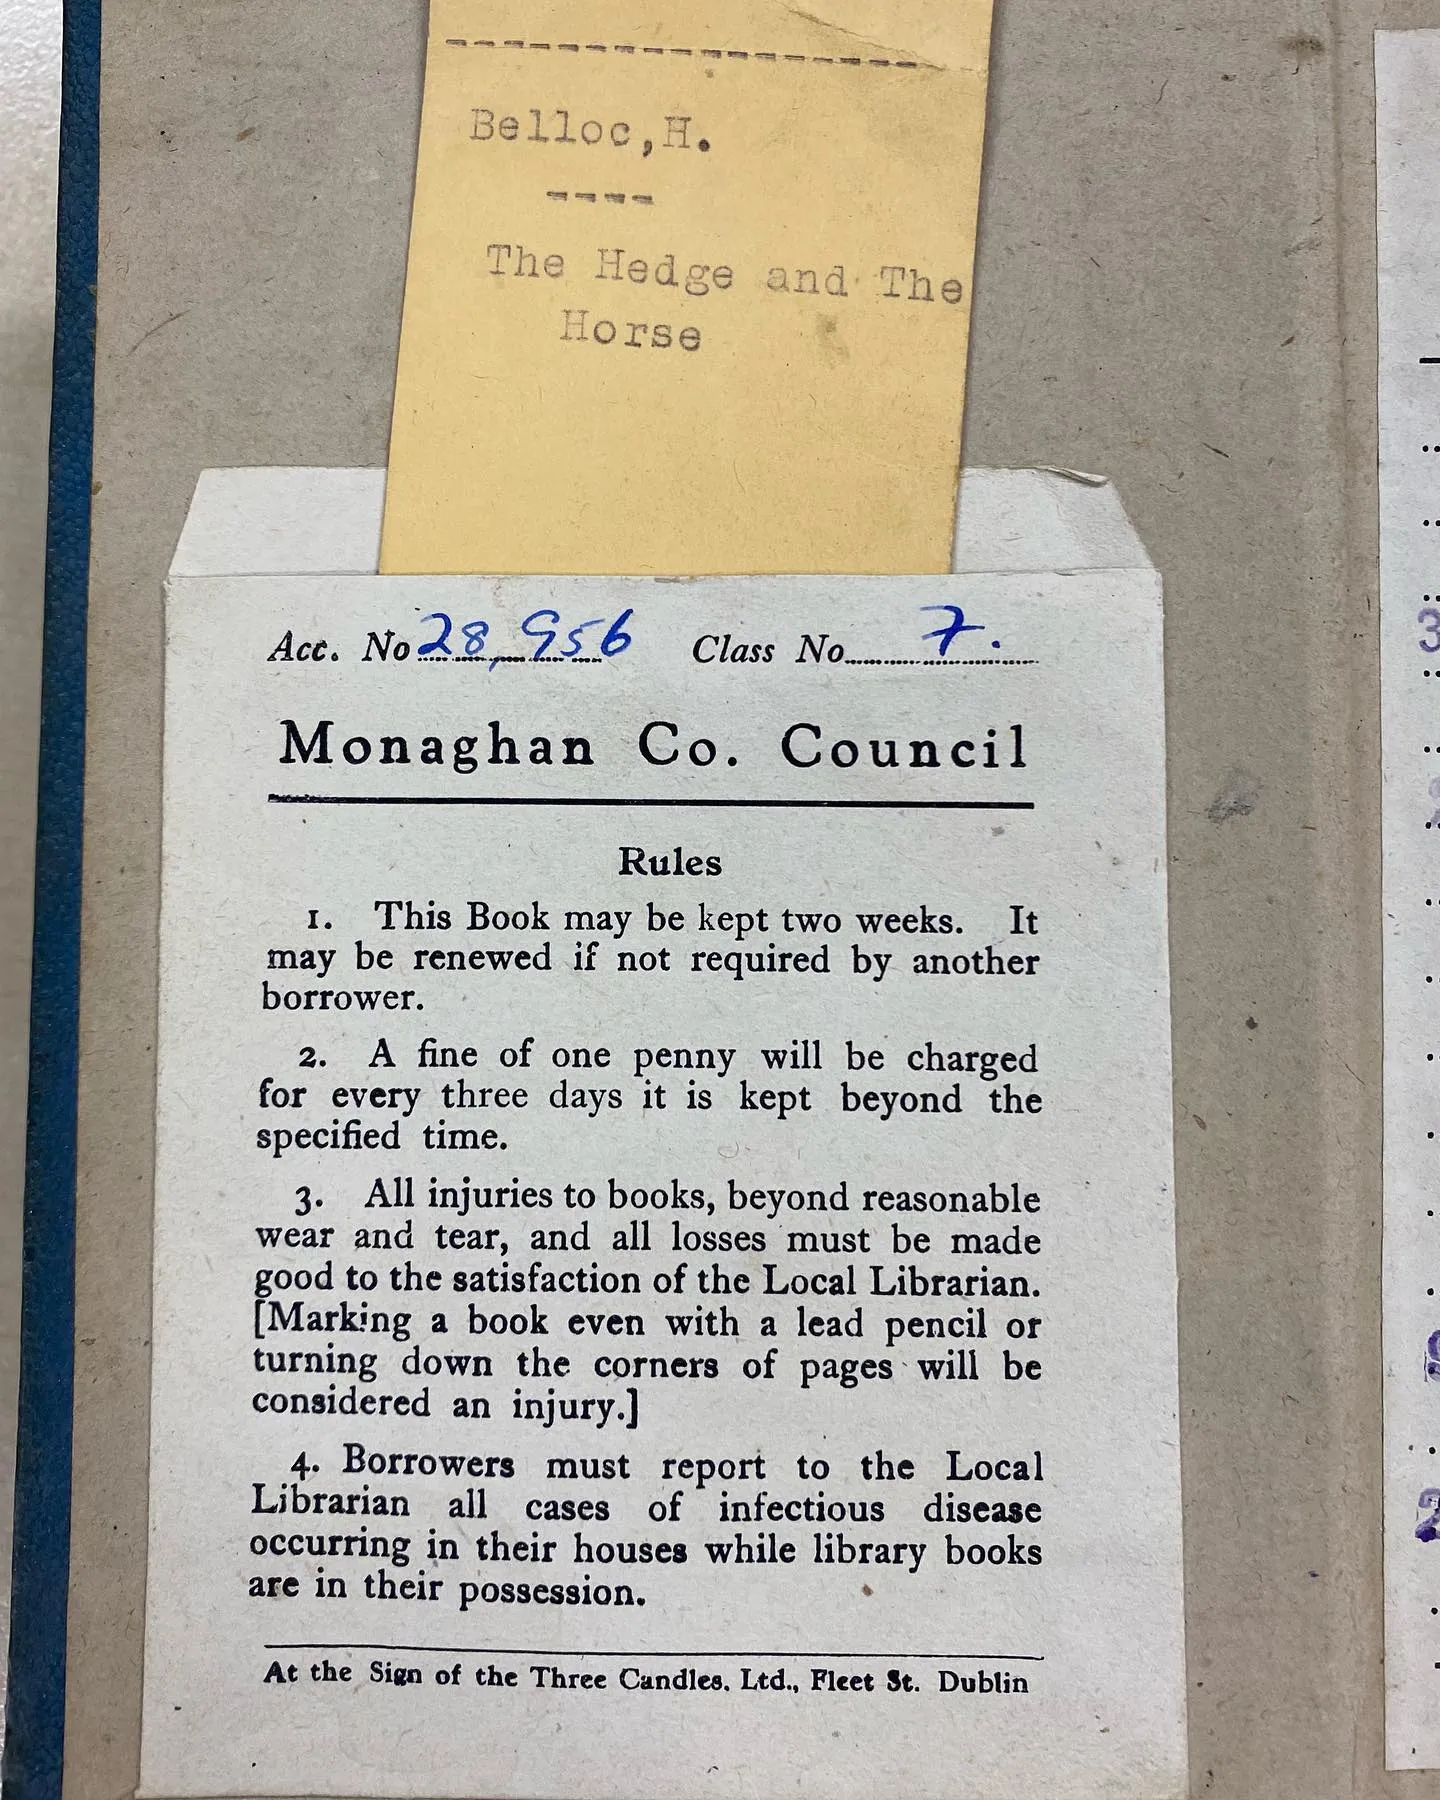 Belloc,H.
----
The Hedge and The
Horse
Acc. No 28,956 Class No 7.
Monaghan Co. Council
Rules
1. This Book may be kept two weeks. It
may be renewed if not required by another
borrower.
2. A fine of one penny will be charged
for every three days it is kept beyond the
specified time.
3. All injuries to books, beyond reasonable
wear and tear, and all losses must be made
good to the satisfaction of the Local Librarian.
[Marking a book even with a lead pencil or
turning down the corners of pages will be
considered an injury.]
4. Borrowers must report to the Local
Librarian all cases of infectious disease
occurring in their houses while library books
are in their possession.
At the Sign of the Three Candles. Ltd., Fleet St. Dublin